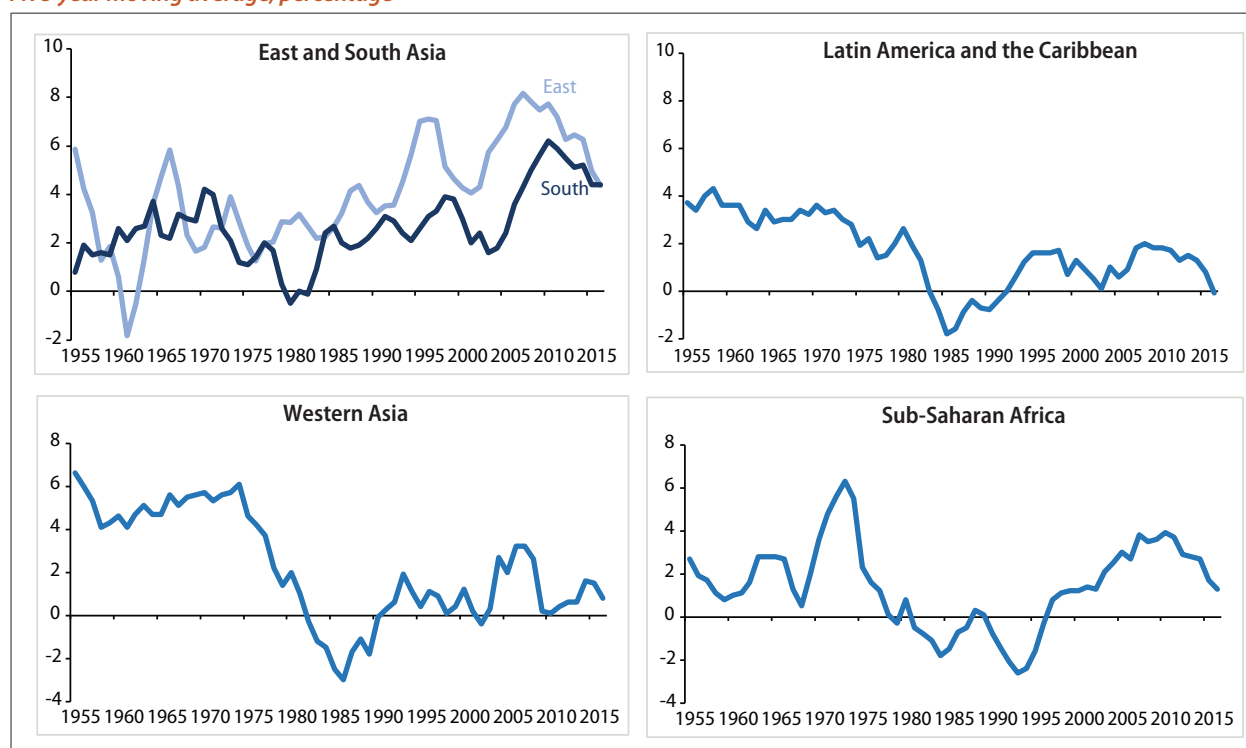 Five-year moving average, percentage
East and South Asia
10
8
6
4
2
0
-2
East
South
1955 1960 1965 1970 1975 1980 1985 1990 1995 2000 2005 2010 2015
Latin America and the Caribbean
10
8
6
4
2
0
-2
1955 1960 1965 1970 1975 1980 1985 1990 1995 2000 2005 2010 2015
Western Asia
8
6
4
2
0
-2
-4
1955 1960 1965 1970 1975 1980 1985 1990 1995 2000 2005 2010 2015
Sub-Saharan Africa
8
6
4
2
0
-2
-4
1955 1960 1965 1970 1975 1980 1985 1990 1995 2000 2005 2010 2015